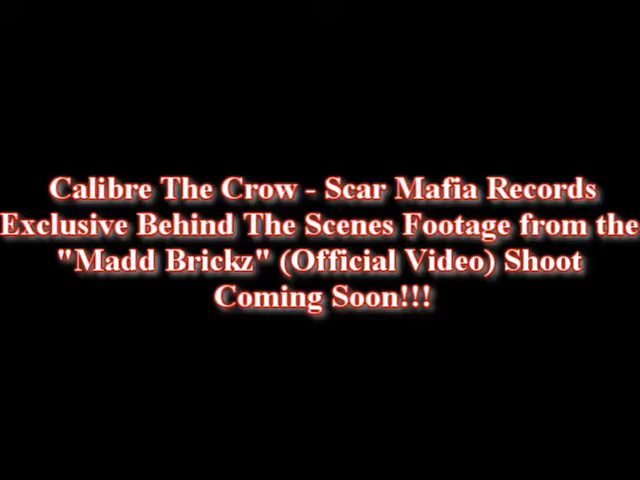 Calibre The Crow - Scar Mafia Records
Exclusive Behind The Scenes Footage from the
"Madd Brickz" (Official Video) Shoot
Coming Soon!!!